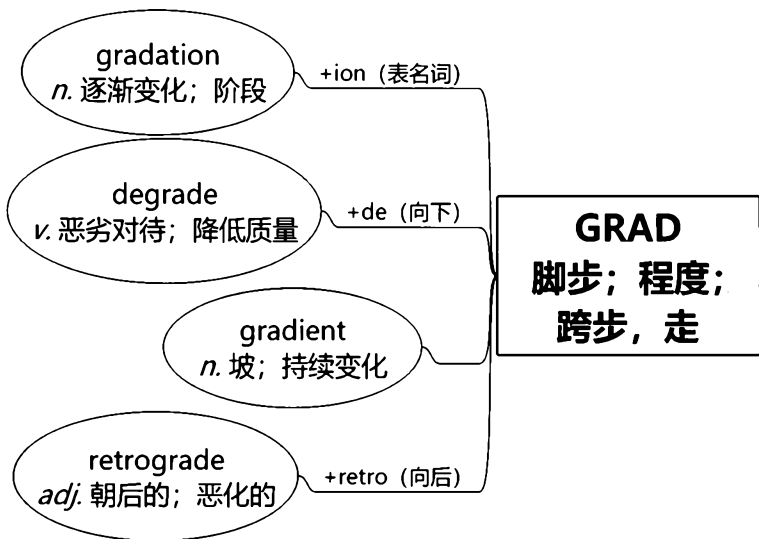 gradation
n. 逐渐变化；阶段
+ion（表名词）
degrade
v. 恶劣对待；降低质量
+de（向下）
GRAD
脚步；程度；
跨步，走
gradient
n. 坡；持续变化
retrograde
adj. 朝后的；恶化的
+retro（向后）